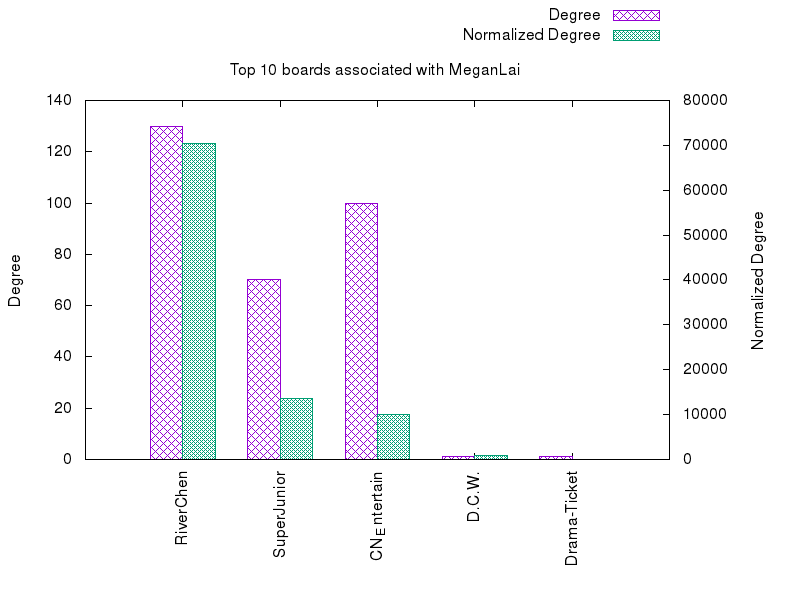 Degree
Normalized Degree
Top 10 boards associated with MeganLai
140
120
100
80
60
40
20
0
80000
70000
60000
50000
40000
30000
20000
10000
0
Degree
Normalized Degree
RiverChen
SuperJunior
CNEntertain
D.C.W.
Drama-Ticket